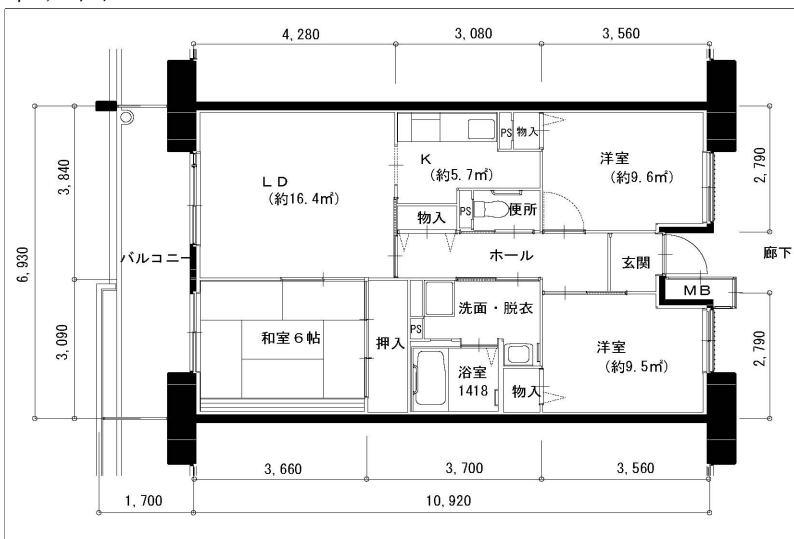 4,280
3,080
3,560
PS
物入
K
(約5.7㎡)
洋室
(約9.6㎡)
LD
(約16.4㎡)
物入
PS
便所
3,840
6,930
3,090
2,790
バルコニー
ホール
玄関
廊下
MB
洗面・脱衣
和室6帖
押入
PS
浴室
1418
物入
洋室
(約9.5㎡)
2,790
3,660
3,700
3,560
1,700
10,920